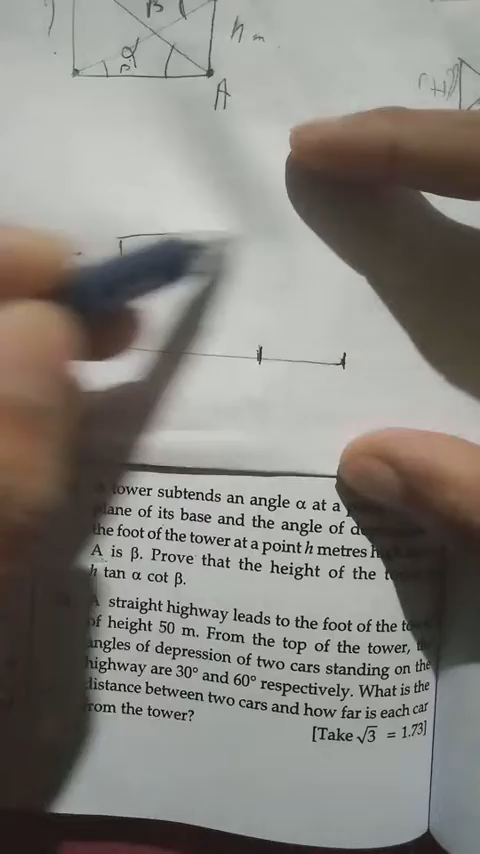 B
h m
α
A
tower subtends an angle α at a
plane of its base and the angle of
the foot of the tower at a point h metres
A is β. Prove that the height of the
h tan α cot β.
A straight highway leads to the foot of the
of height 50 m. From the top of the tower,
angles of depression of two cars standing on the
highway are 30° and 60° respectively. What is the
distance between two cars and how far is each car
from the tower?
[Take √3 = 1.73]